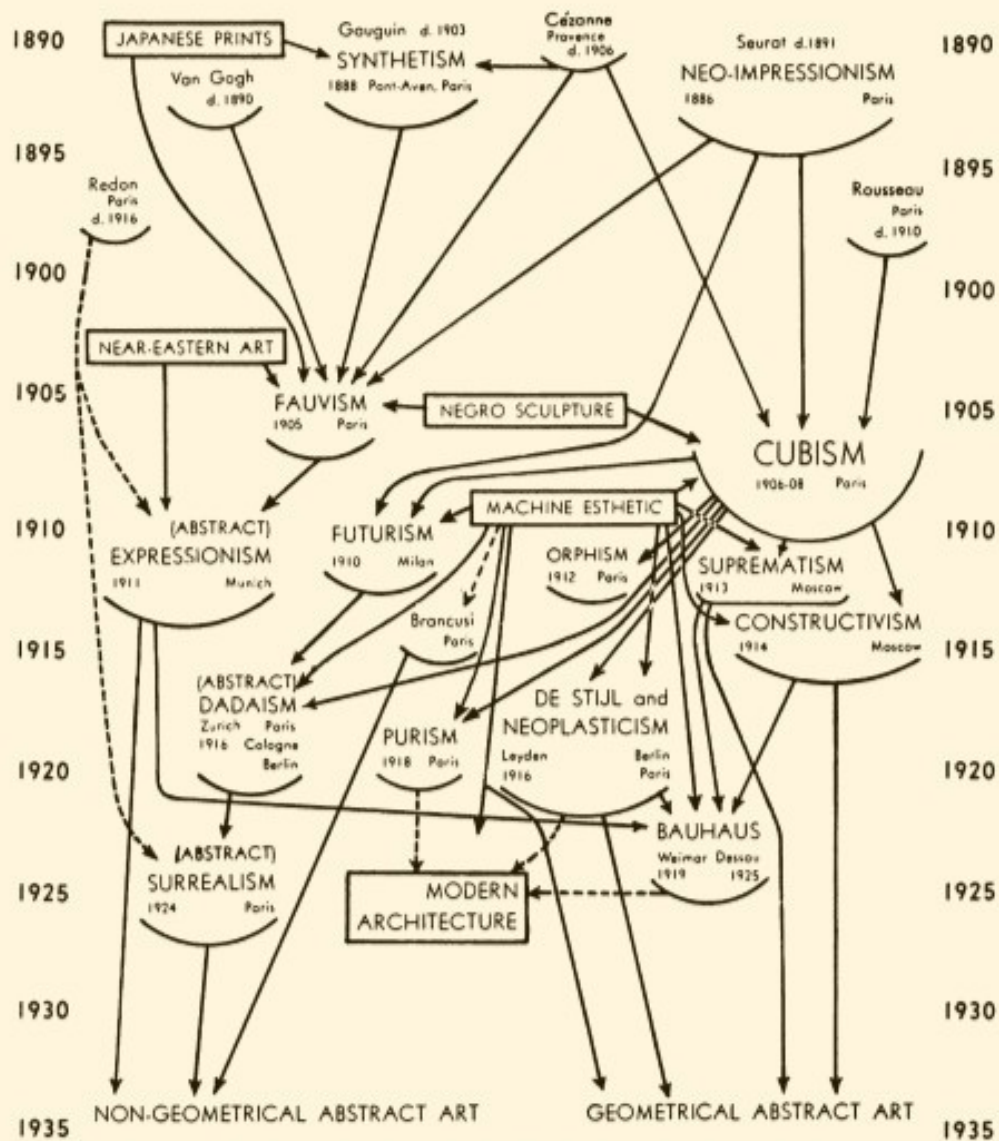 1890
JAPANESE PRINTS
Gauguin d. 1903
SYNTHETISM
1888 Pont-Aven, Paris
Cézanne
Provence
d. 1906
Seurat d.1891
NEO-IMPRESSIONISM
1886 Paris
1890
Van Gogh
d. 1890
1895
1895
Redon
Paris
d. 1916
Rousseau
Paris
d. 1910
1900
1900
NEAR-EASTERN ART
1905
FAUVISM
1905 Paris
NEGRO SCULPTURE
1905
CUBISM
1906-08 Paris
1910
(ABSTRACT)
EXPRESSIONISM
1911 Munich
FUTURISM
1910 Milan
MACHINE ESTHETIC
ORPHISM
1912 Paris
SUPREMATISM
1913 Moscow
1910
Brancusi
Paris
CONSTRUCTIVISM
1914 Moscow
1915
1915
(ABSTRACT)
DADAISM
Zurich Paris
1916 Cologne
Berlin
PURISM
1918 Paris
DE STIJL and
NEOPLASTICISM
Leyden Berlin
1916 Paris
1920
1920
BAUHAUS
Weimar Dessau
1919 1925
(ABSTRACT)
SURREALISM
1924 Paris
1925
MODERN
ARCHITECTURE
1925
1930
1930
NON-GEOMETRICAL ABSTRACT ART
GEOMETRICAL ABSTRACT ART
1935
1935